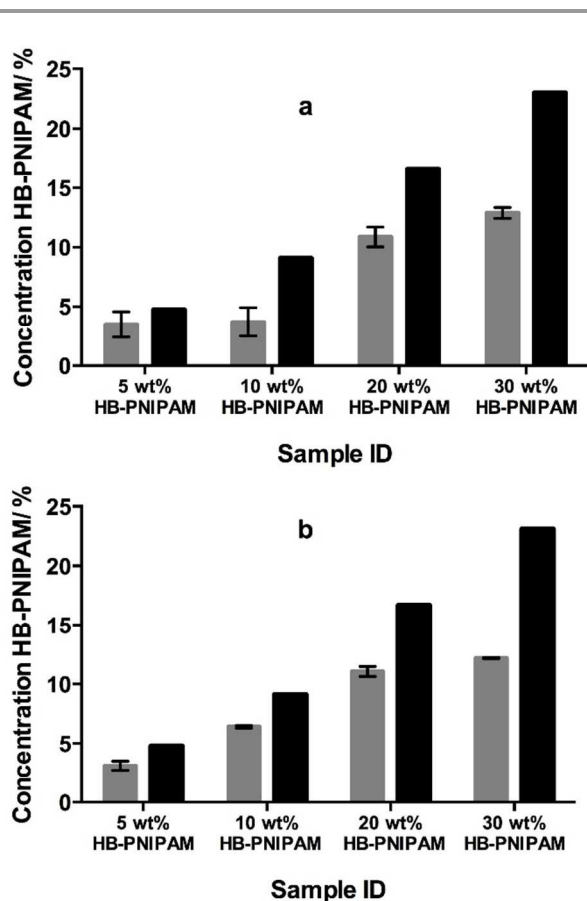 Concentration HB-PNIPAM/ %
25
20
15
10
5
0
a
5 wt% 10 wt% 20 wt% 30 wt%
HB-PNIPAM HB-PNIPAM HB-PNIPAM HB-PNIPAM
Sample ID
Concentration HB-PNIPAM/ %
25
20
15
10
5
0
b
5 wt% 10 wt% 20 wt% 30 wt%
HB-PNIPAM HB-PNIPAM HB-PNIPAM HB-PNIPAM
Sample ID